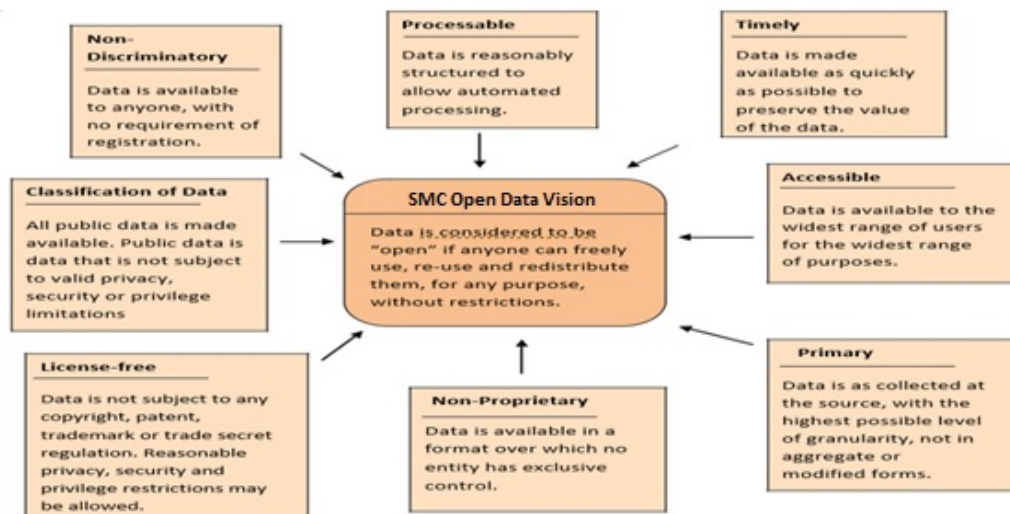 Non-
Discriminatory
Data is available
to anyone, with
no requirement of
registration.
Processable
Data is reasonably
structured to
allow automated
processing.
Timely
Data is made
available as quickly
as possible to
preserve the value
of the data.
Classification of Data
All public data is made
available. Public data is
data that is not subject
to valid privacy,
security or privilege
limitations
SMC Open Data Vision
Data is considered to be
“open” if anyone can freely
use, re-use and redistribute
them, for any purpose,
without restrictions.
Accessible
Data is available to the
widest range of users
for the widest range
of purposes.
License-free
Data is not subject to any
copyright, patent,
trademark or trade secret
regulation. Reasonable
privacy, security and
privilege restrictions may
be allowed.
Non-Proprietary
Data is available in a
format over which no
entity has exclusive
control.
Primary
Data is as collected at
the source, with the
highest possible level
of granularity, not in
aggregate or
modified forms.